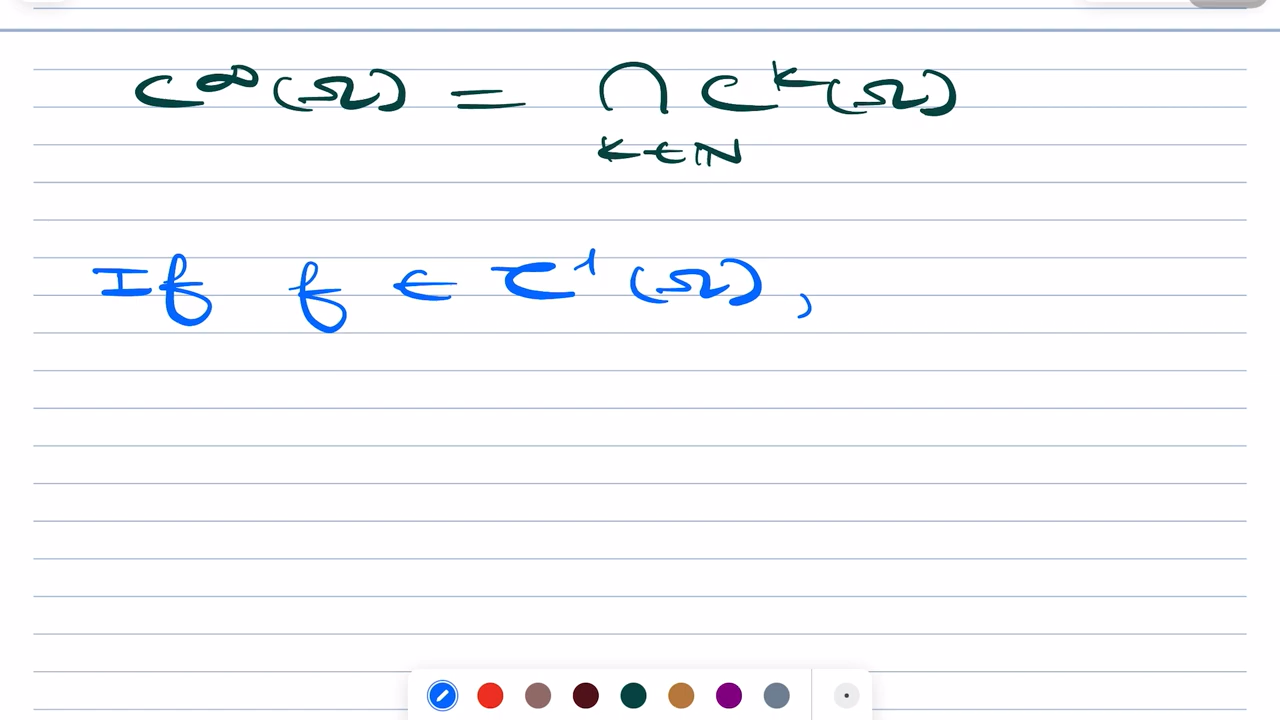 C^∞(Ω) = ∩ C^k(Ω)
k∈ℕ
If f ∈ C^1(Ω),